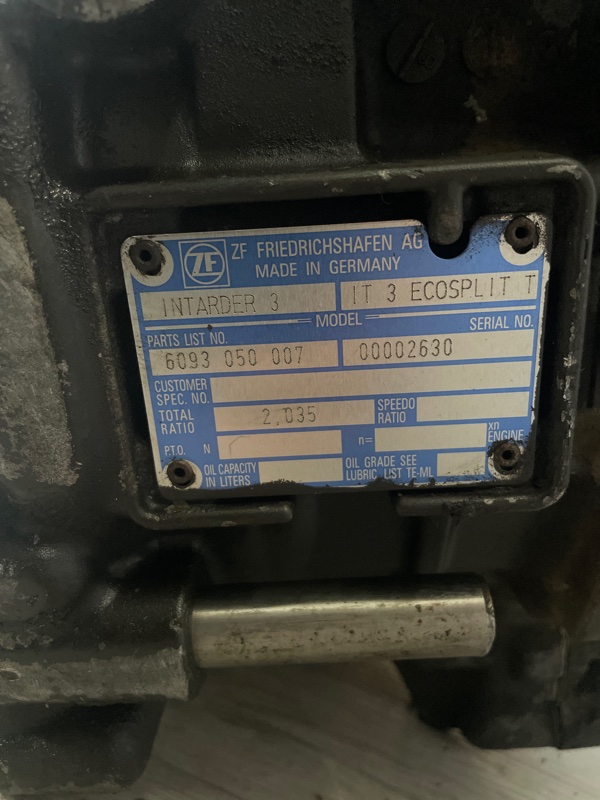 ZF
ZF FRIEDRICHSHAFEN AG
MADE IN GERMANY
INTARDER 3
IT 3 ECOSPLIT T
MODEL
PARTS LIST NO.
SERIAL NO.
6093 050 007
00002630
CUSTOMER
SPEC. NO.
TOTAL
RATIO
2,035
SPEEDO
RATIO
P.T.O. N
n=
xn
ENGINE
OIL CAPACITY
IN LITERS
OIL GRADE SEE
LUBRIC LIST TE-ML